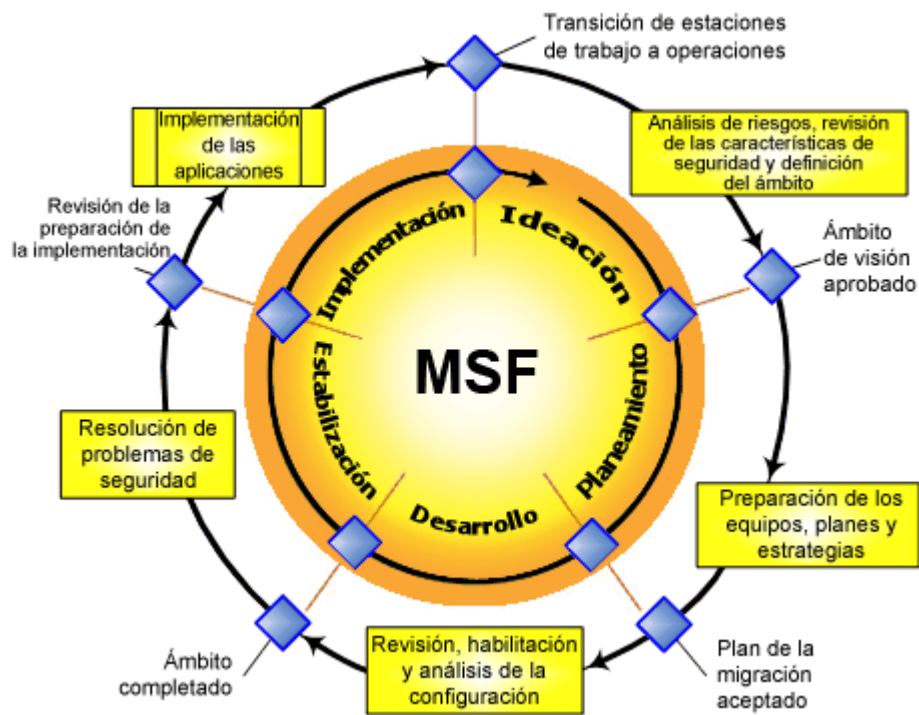 Transición de estaciones
de trabajo a operaciones
Implementación
de las
aplicaciones
Análisis de riesgos, revisión
de las características de
seguridad y definición
del ámbito
Revisión de la
preparación de
la implementación
Ámbito
de visión
aprobado
Implementación
Ideación
MSF
Estabilización
Planeamiento
Desarrollo
Resolución de
problemas de
seguridad
Preparación de los
equipos, planes y
estrategias
Ámbito
completado
Revisión, habilitación
y análisis de la
configuración
Plan de la
migración
aceptado